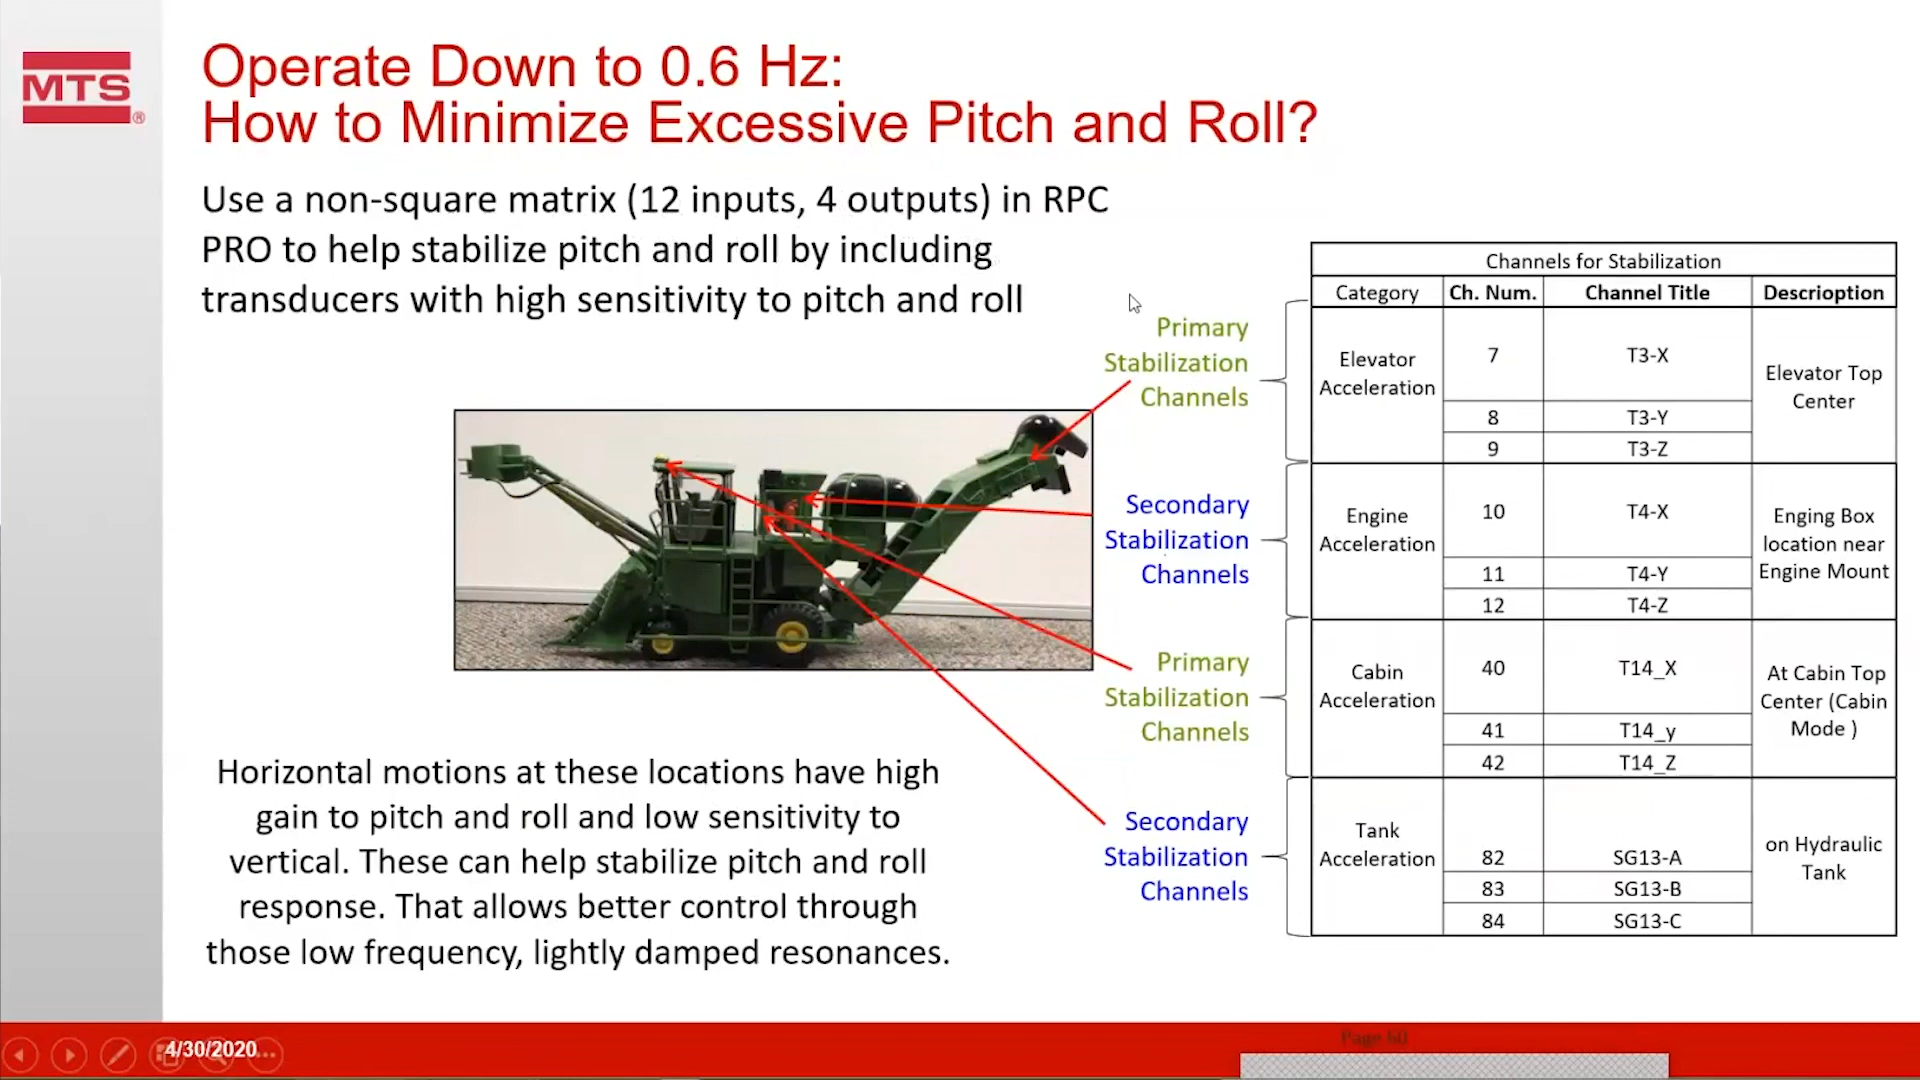 MTS
®
Operate Down to 0.6 Hz:
How to Minimize Excessive Pitch and Roll?
Use a non-square matrix (12 inputs, 4 outputs) in RPC
PRO to help stabilize pitch and roll by including
transducers with high sensitivity to pitch and roll
Primary
Stabilization
Channels
Secondary
Stabilization
Channels
Primary
Stabilization
Channels
Secondary
Stabilization
Channels
Channels for Stabilization
Category Ch. Num. Channel Title Descrioption
Elevator
Acceleration
7 T3-X
8 T3-Y
9 T3-Z
Elevator Top
Center
Engine
Acceleration
10 T4-X
11 T4-Y
12 T4-Z
Enging Box
location near
Engine Mount
Cabin
Acceleration
40 T14_X
41 T14_y
42 T14_Z
At Cabin Top
Center (Cabin
Mode )
Tank
Acceleration
82 SG13-A
83 SG13-B
84 SG13-C
on Hydraulic
Tank
Horizontal motions at these locations have high
gain to pitch and roll and low sensitivity to
vertical. These can help stabilize pitch and roll
response. That allows better control through
those low frequency, lightly damped resonances.
4/30/2020
Page 60